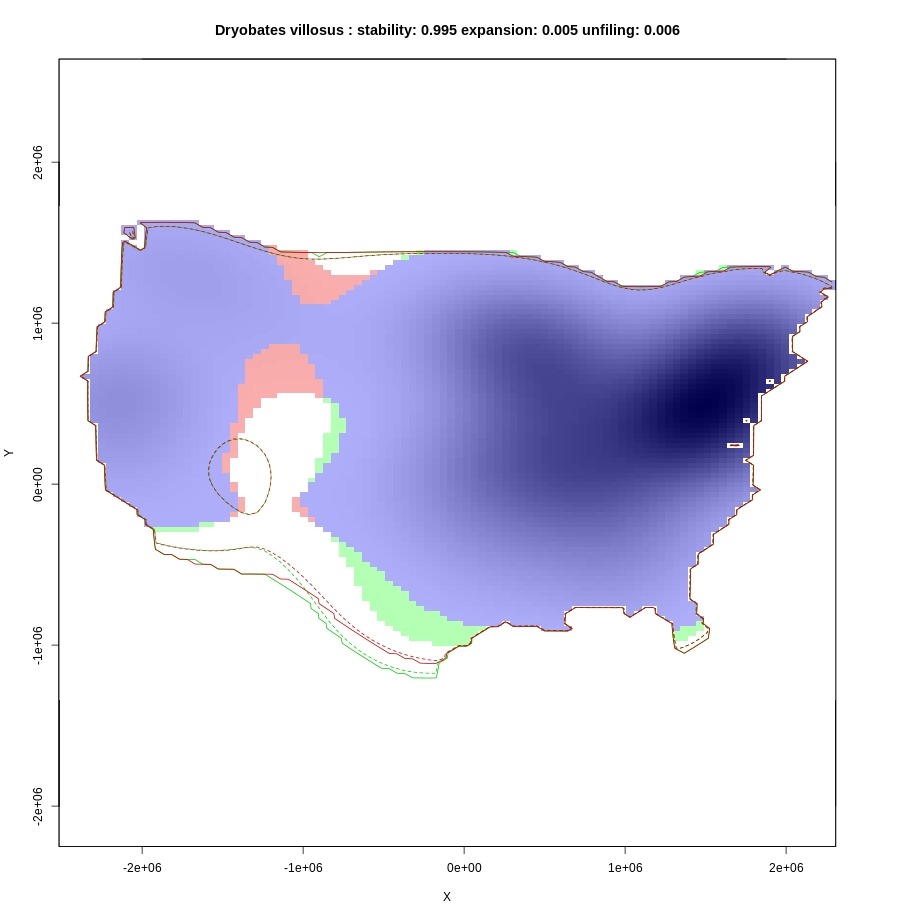 Dryobates villosus : stability: 0.995 expansion: 0.005 unfiling: 0.006
2e+06
1e+06
0e+00
-1e+06
-2e+06
Y
-2e+06 -1e+06 0e+00 1e+06 2e+06
X